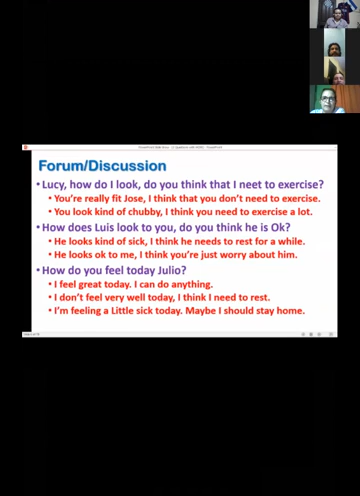 Forum/Discussion
• Lucy, how do I look, do you think that I neet to exercise?
• You're really fit Jose, I think that you don't need to exercise.
• You look kind of chubby, I think you need to exercise a lot.
• How does Luis look to you, do you think he is Ok?
• He looks kind of sick, I think he needs to rest for a while.
• He looks ok to me, I think you're just worry about him.
• How do you feel today Julio?
• I feel great today. I can do anything.
• I don't feel very well today, I think I need to rest.
• I'm feeling a Little sick today. Maybe I should stay home.